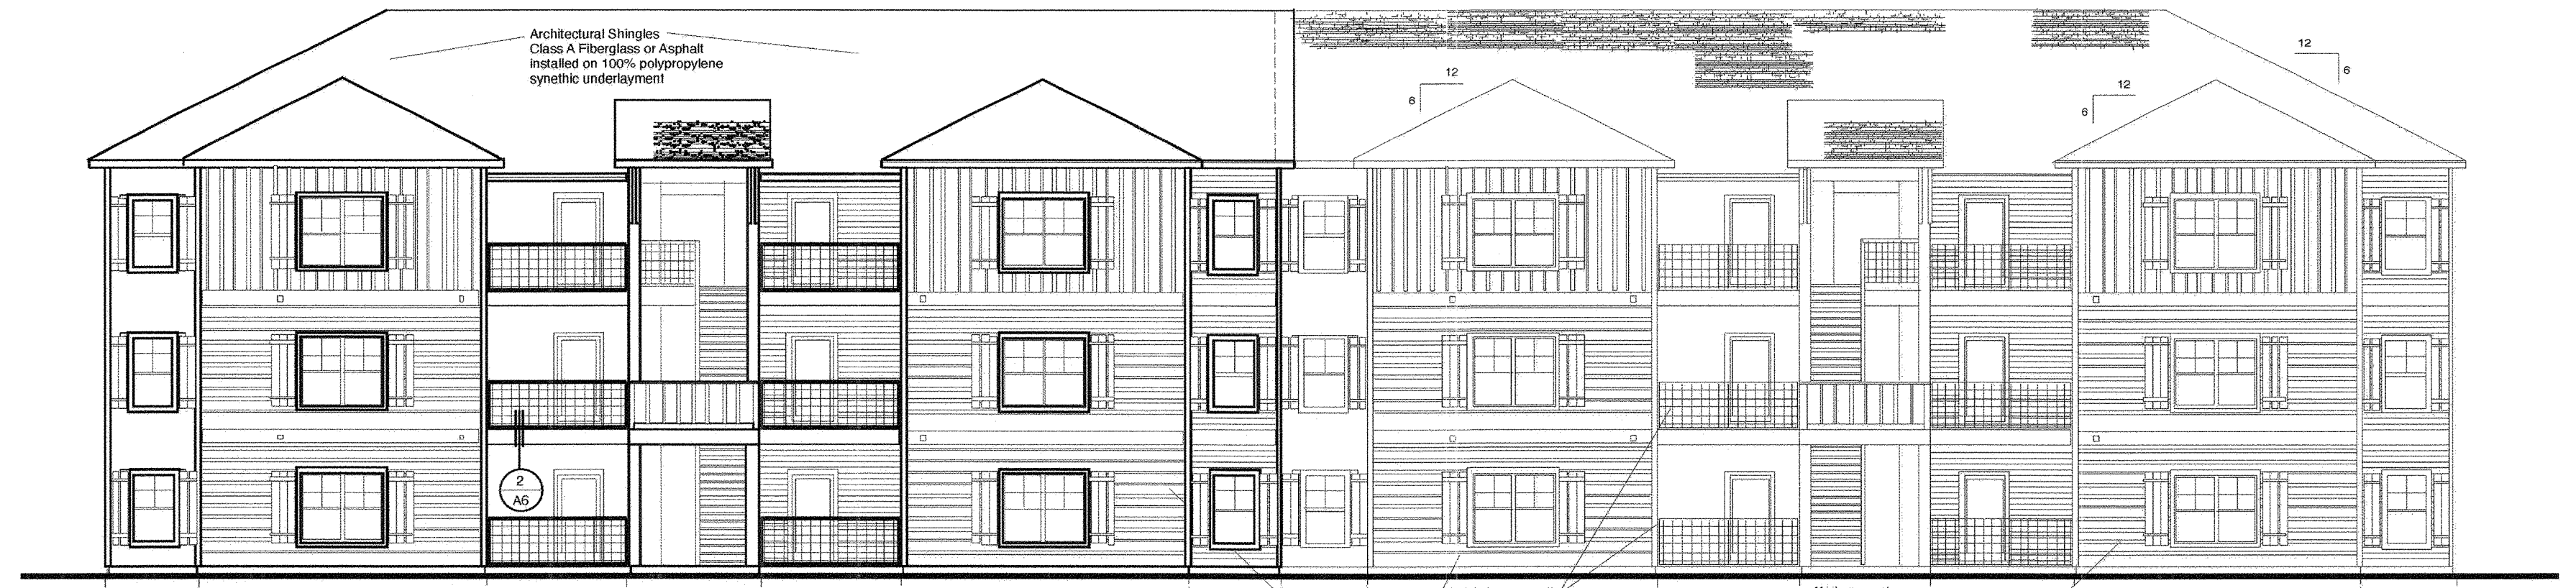 Architectural Shingles
Class A Fiberglass or Asphalt
installed on 100% polypropylene
synethic underlayment
12
6
12
6
12
6
2
A6